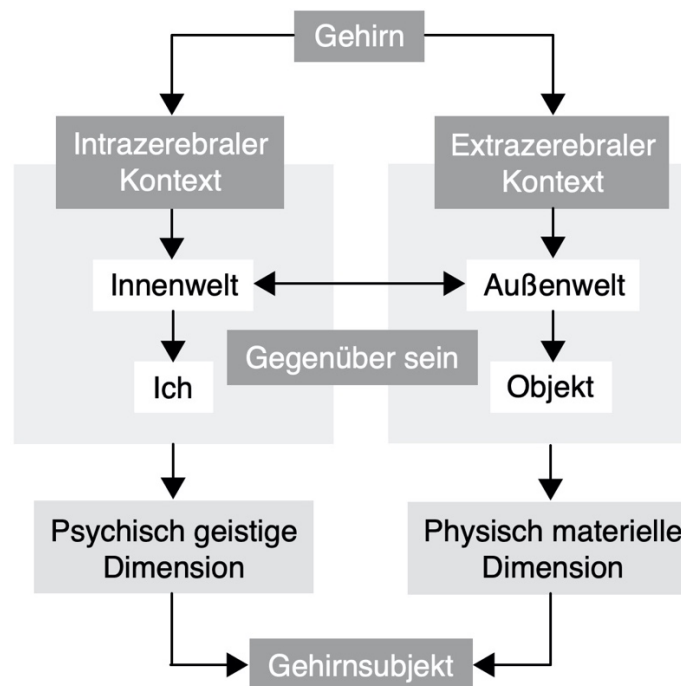 Gehirn
Intrazerebraler
Kontext
Extrazerebraler
Kontext
Innenwelt
Außenwelt
Gegenüber sein
Ich
Objekt
Psychisch geistige
Dimension
Physisch materielle
Dimension
Gehirnsubjekt